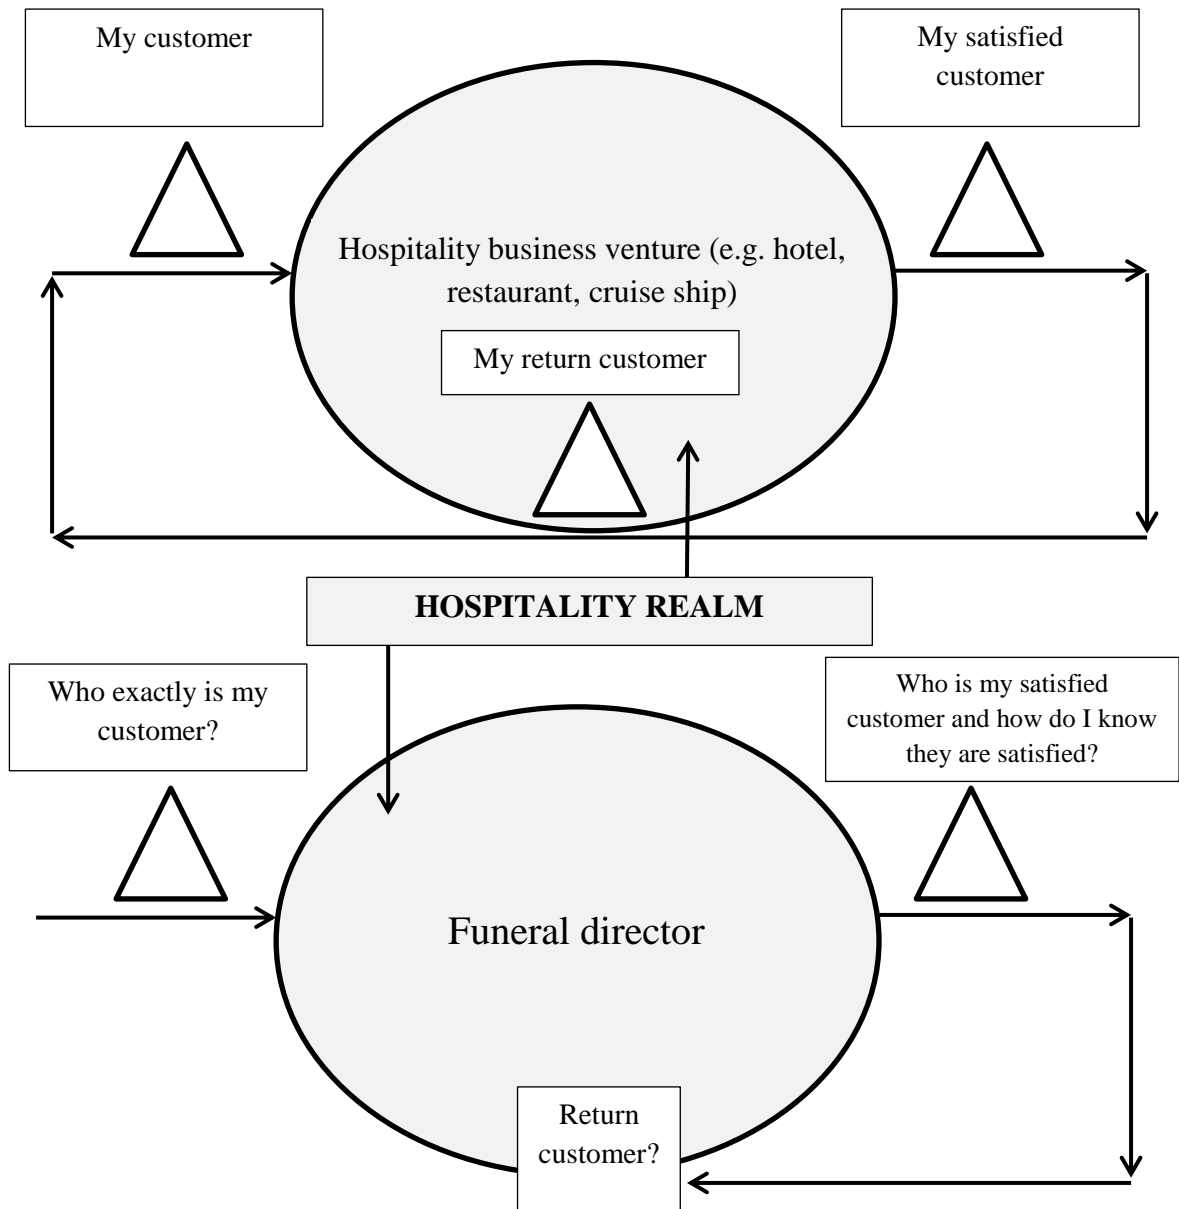 My customer
My satisfied
customer
Hospitality business venture (e.g. hotel,
restaurant, cruise ship)
My return customer
HOSPITALITY REALM
Who exactly is my
customer?
Who is my satisfied
customer and how do I know
they are satisfied?
Funeral director
Return
customer?